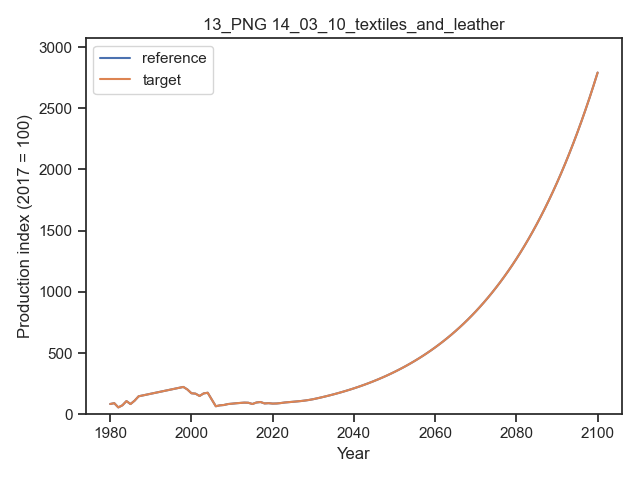 13_PNG 14_03_10_textiles_and_leather
reference
target
Production index (2017 = 100)
3000
2500
2000
1500
1000
500
0
1980 2000 2020 2040 2060 2080 2100
Year